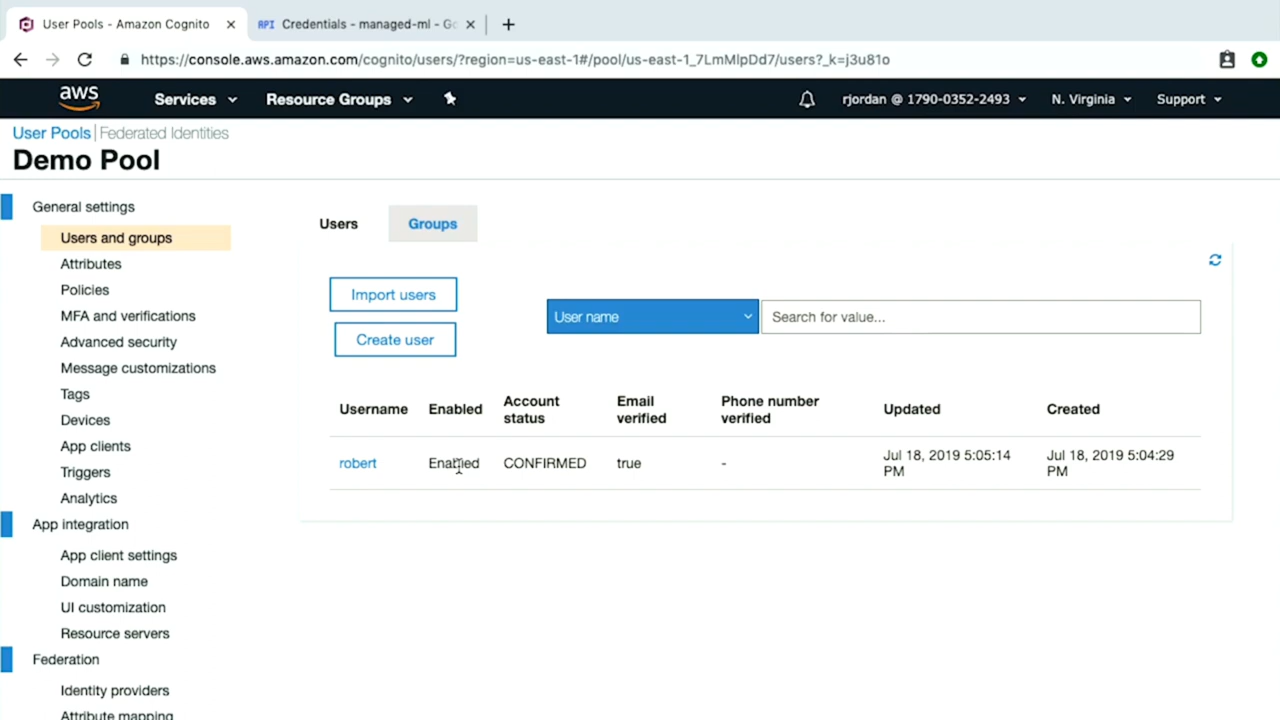 User Pools - Amazon Cognito
API Credentials - managed-ml - Go
https://console.aws.amazon.com/cognito/users/?region=us-east-1#/pool/us-east-1_7LmMlpDd7/users?_k=j3u81o
aws Services Resource Groups rjordan @ 1790-0352-2493 N. Virginia Support
User Pools | Federated Identities
Demo Pool
General settings
Users and groups
Attributes
Policies
MFA and verifications
Advanced security
Message customizations
Tags
Devices
App clients
Triggers
Analytics
App integration
App client settings
Domain name
UI customization
Resource servers
Federation
Identity providers
Attribute mapping
Users Groups
Import users
Create user
User name Search for value...
Username Enabled Account status Email verified Phone number verified Updated Created
robert Enabled CONFIRMED true - Jul 18, 2019 5:05:14 PM Jul 18, 2019 5:04:29 PM